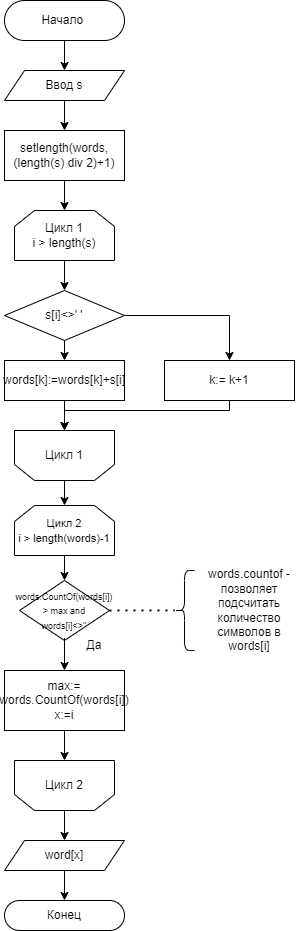 Начало
Ввод s
setlength(words,
(length(s) div 2)+1)
Цикл 1
i > length(s)
s[i]<>' '
words[k]:=words[k]+s[i]
k:= k+1
Цикл 1
Цикл 2
i > length(words)-1
words.CountOf(words[i])
> max and
words[i]<>''
words.countof -
позволяет
подсчитать
количество
символов в
words[i]
Да
max:=
words.CountOf(words[i])
x:=i
Цикл 2
word[x]
Конец